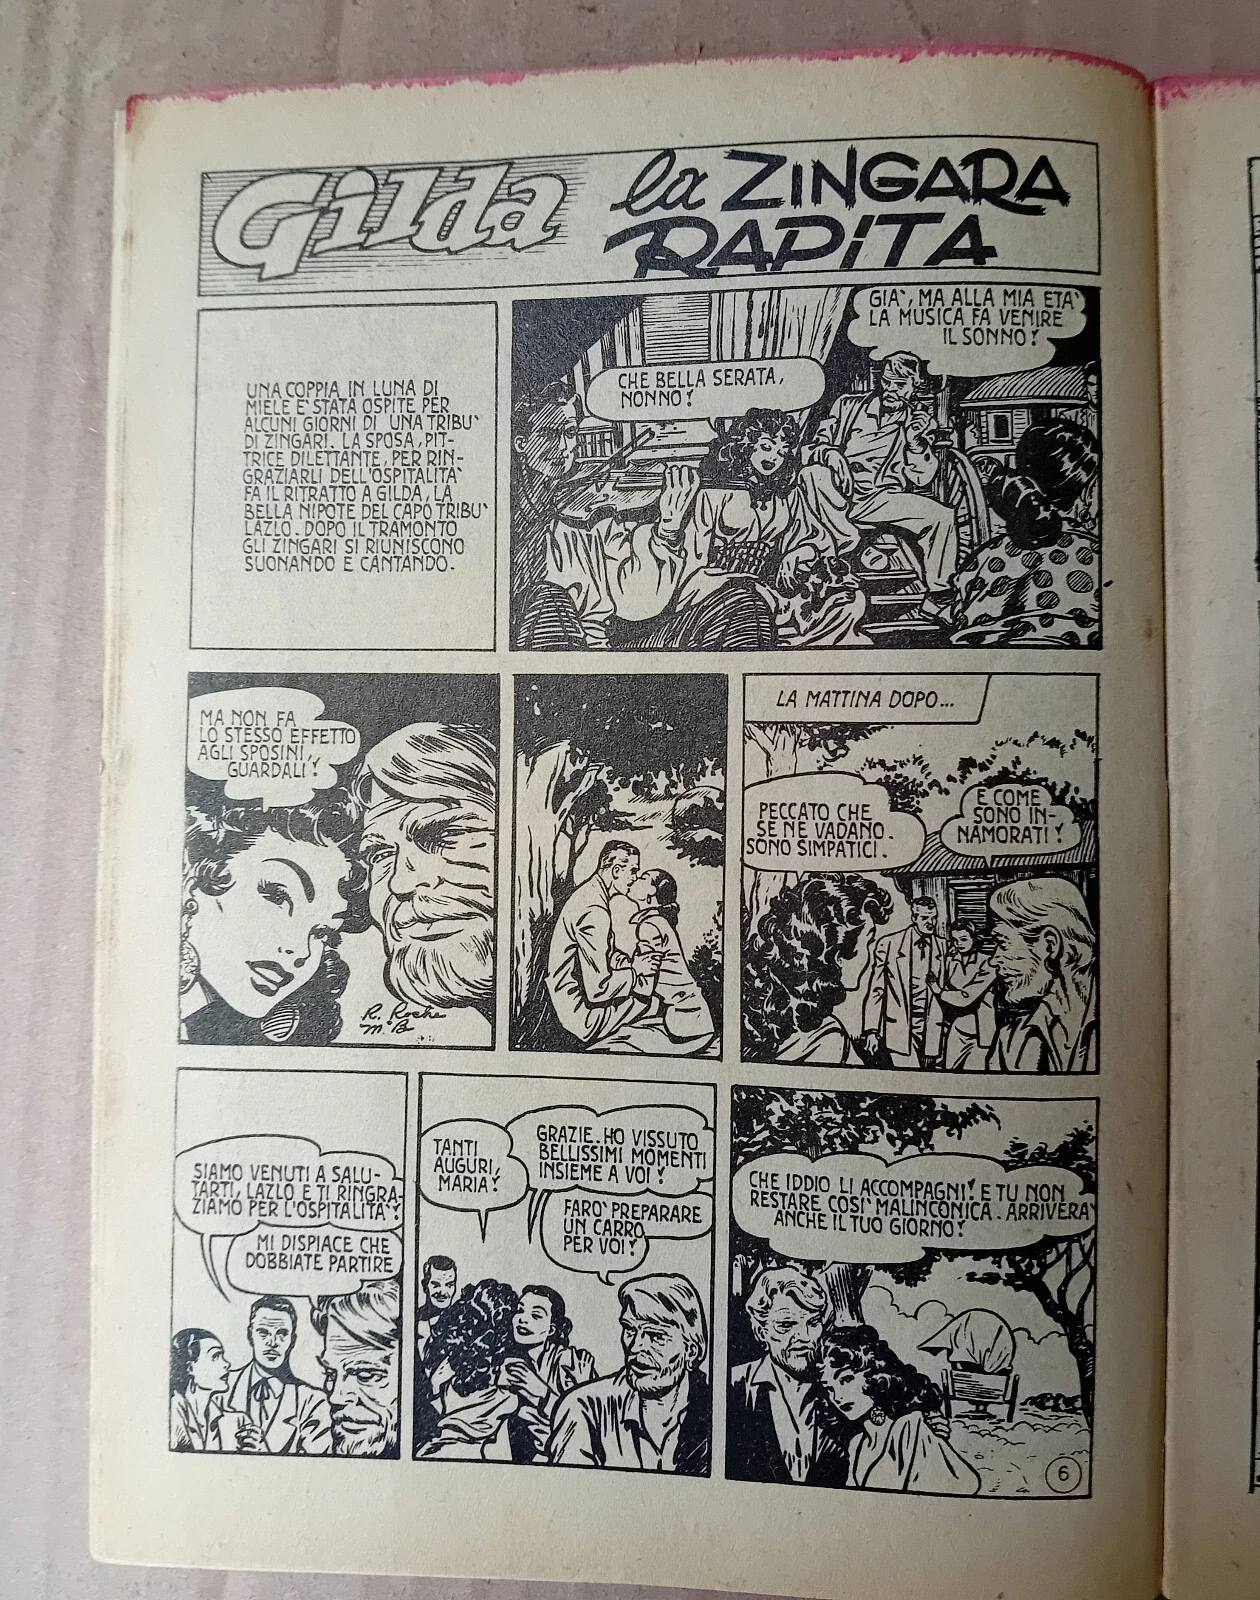 Gilda
la ZINGARA
RAPITA
UNA COPPIA IN LUNA DI
MIELE E' STATA OSPITE PER
ALCUNI GIORNI DI UNA TRIBU'
DI ZINGARI. LA SPOSA, PIT-
TRICE DILETTANTE, PER RIN-
GRAZIARLI DELL'OSPITALITA'
FA IL RITRATTO A GILDA, LA
BELLA NIPOTE DEL CAPO TRIBU'
LAZLO. DOPO IL TRAMONTO
GLI ZINGARI SI RIUNISCONO
SUONANDO E CANTANDO.
CHE BELLA SERATA,
NONNO!
GIA', MA ALLA MIA ETA'
LA MUSICA FA VENIRE
IL SONNO!
MA NON FA
LO STESSO EFFETTO
AGLI SPOSINI,
GUARDALI!
R. Roche
M° B
LA MATTINA DOPO...
PECCATO CHE
SE NE VADANO.
SONO SIMPATICI.
E COME
SONO IN-
NAMORATI!
SIAMO VENUTI A SALU-
TARTI, LAZLO E TI RINGRA-
ZIAMO PER L'OSPITALITA'!
MI DISPIACE CHE
DOBBIATE PARTIRE
TANTI
AUGURI,
MARIA!
GRAZIE. HO VISSUTO
BELLISSIMI MOMENTI
INSIEME A VOI!
FARO' PREPARARE
UN CARRO
PER VOI!
CHE IDDIO LI ACCOMPAGNI! E TU NON
RESTARE COSI' MALINCONICA. ARRIVERA'
ANCHE IL TUO GIORNO!
6